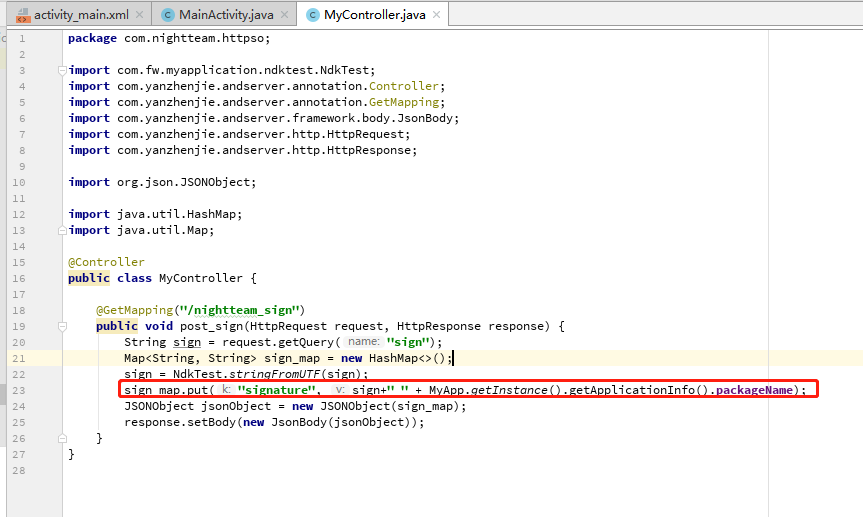 activity_main.xml × MainActivity.java × MyController.java ×
1 package com.nightteam.httpso;
2
3 import com.fw.myapplication.ndktest.NdkTest;
4 import com.yanzhenjie.andserver.annotation.Controller;
5 import com.yanzhenjie.andserver.annotation.GetMapping;
6 import com.yanzhenjie.andserver.framework.body.JsonBody;
7 import com.yanzhenjie.andserver.http.HttpRequest;
8 import com.yanzhenjie.andserver.http.HttpResponse;
9
10 import org.json.JSONObject;
11
12 import java.util.HashMap;
13 import java.util.Map;
14
15 @Controller
16 public class MyController {
17
18 @GetMapping("/nightteam_sign")
19 public void post_sign(HttpRequest request, HttpResponse response) {
20 String sign = request.getQuery( name: "sign");
21 Map<String, String> sign_map = new HashMap<>();
22 sign = NdkTest.stringFromUTF(sign);
23 sign_map.put( k: "signature", v: sign+" " + MyApp.getInstance().getApplicationInfo().packageName);
24 JSONObject jsonObject = new JSONObject(sign_map);
25 response.setBody(new JsonBody(jsonObject));
26 }
27 }
28